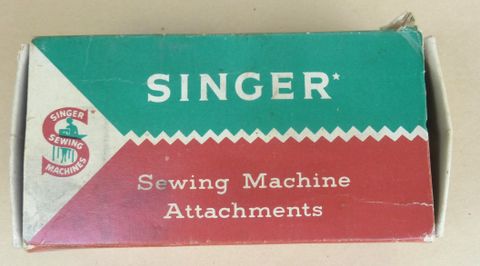 SINGER*
SINGER
SEWING
MACHINES
Sewing Machine
Attachments